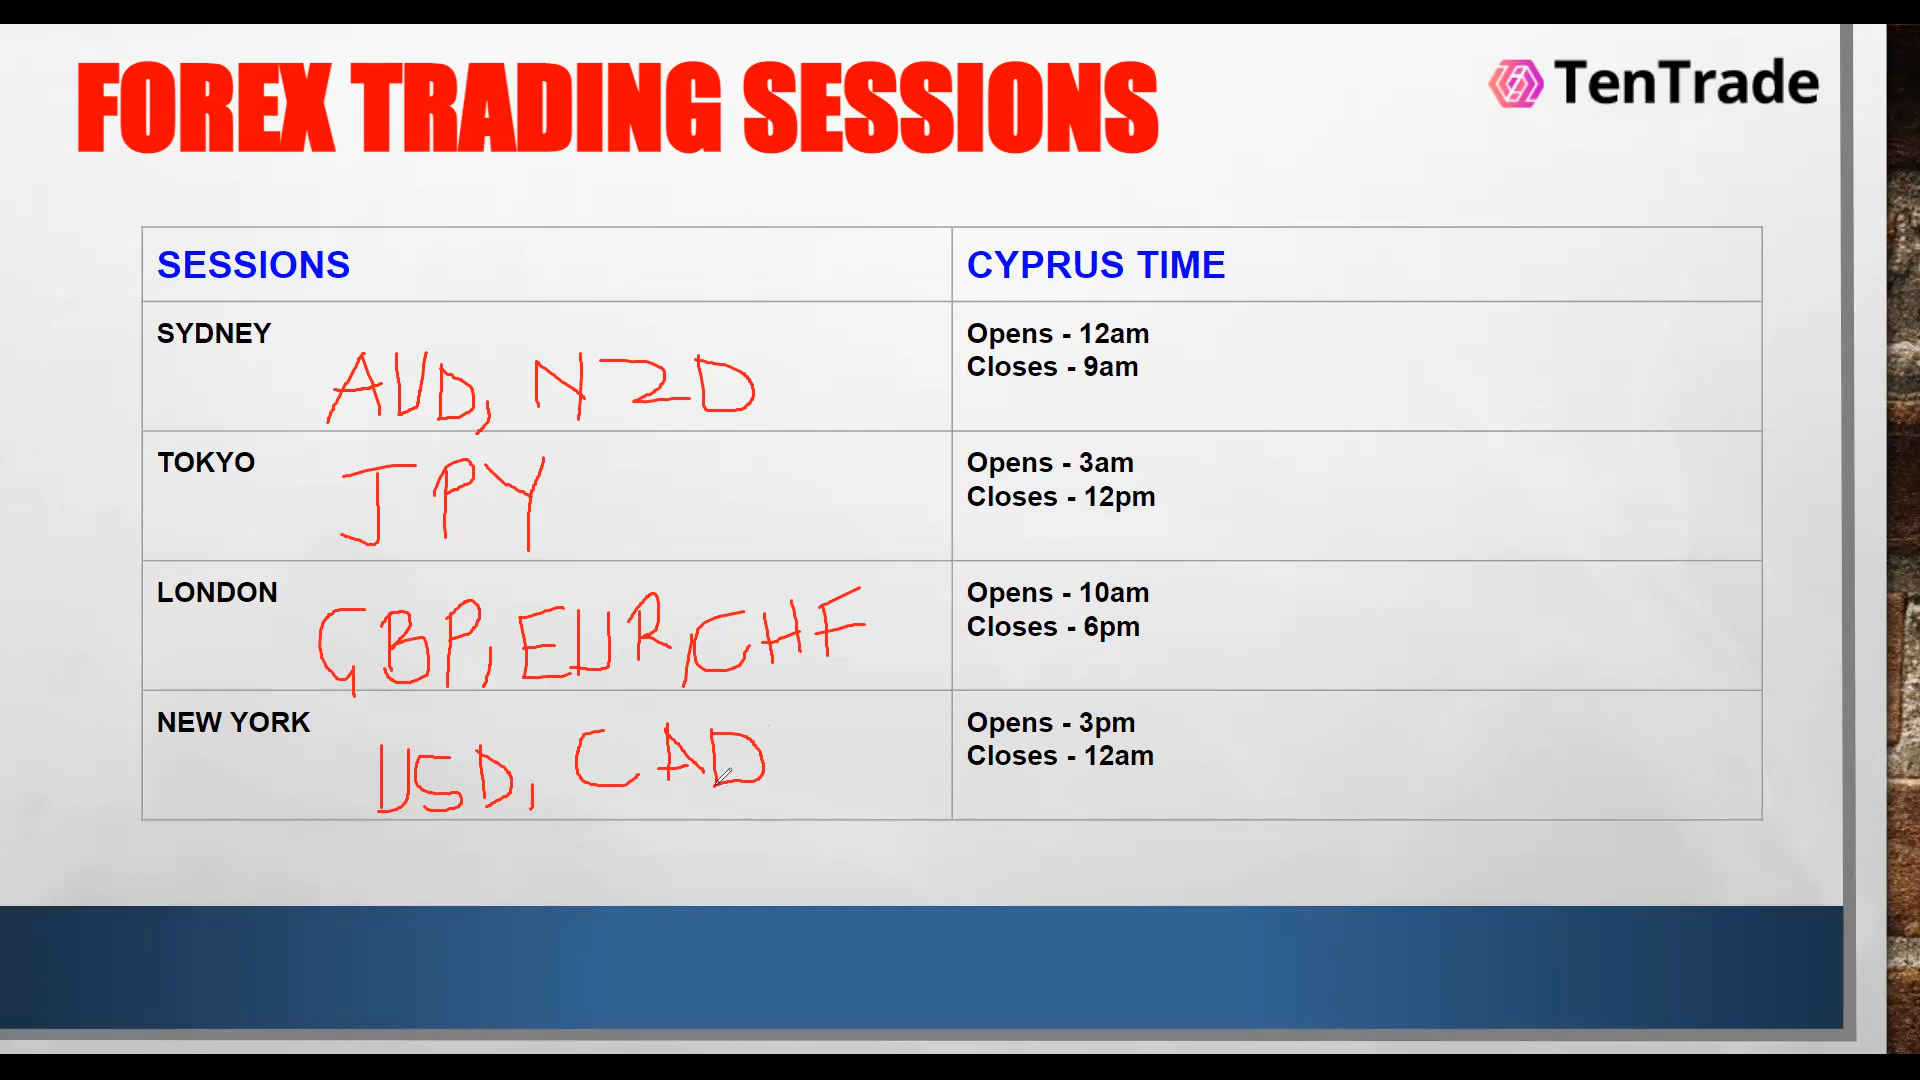 FOREX TRADING SESSIONS
TenTrade
SESSIONS
CYPRUS TIME
SYDNEY
AUD, NZD
Opens - 12am
Closes - 9am
TOKYO
JPY
Opens - 3am
Closes - 12pm
LONDON
GBP, EUR, CHF
Opens - 10am
Closes - 6pm
NEW YORK
USD, CAD
Opens - 3pm
Closes - 12am